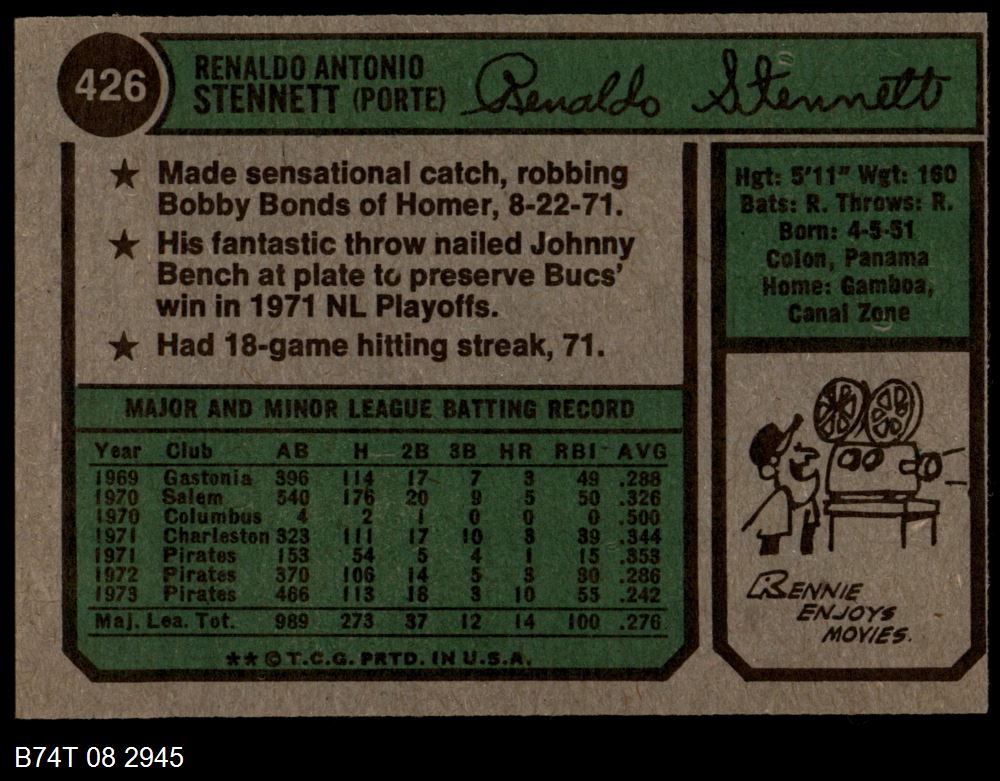 426
RENALDO ANTONIO
STENNETT (PORTE)
Renaldo Stennett
★ Made sensational catch, robbing
Bobby Bonds of Homer, 8-22-71.
★ His fantastic throw nailed Johnny
Bench at plate to preserve Bucs'
win in 1971 NL Playoffs.
★ Had 18-game hitting streak, 71.
Hgt: 5'11" Wgt: 160
Bats: R. Throws: R.
Born: 4-5-51
Colon, Panama
Home: Gamboa,
Canal Zone
MAJOR AND MINOR LEAGUE BATTING RECORD
Year Club AB H 2B 3B HR RBI AVG
1969 Gastonia 396 114 17 7 3 49 .288
1970 Salem 540 176 20 9 5 50 .326
1970 Columbus 4 2 1 0 0 0 .500
1971 Charleston 323 111 17 10 3 39 .344
1971 Pirates 153 54 5 4 1 15 .353
1972 Pirates 370 106 14 5 3 30 .286
1973 Pirates 466 113 18 3 10 55 .242
Maj. Lea. Tot. 989 273 37 12 14 100 .276
** © T.C.G. PRTD. IN U.S.A.
RENNIE
ENJOYS
MOVIES.
B74T 08 2945